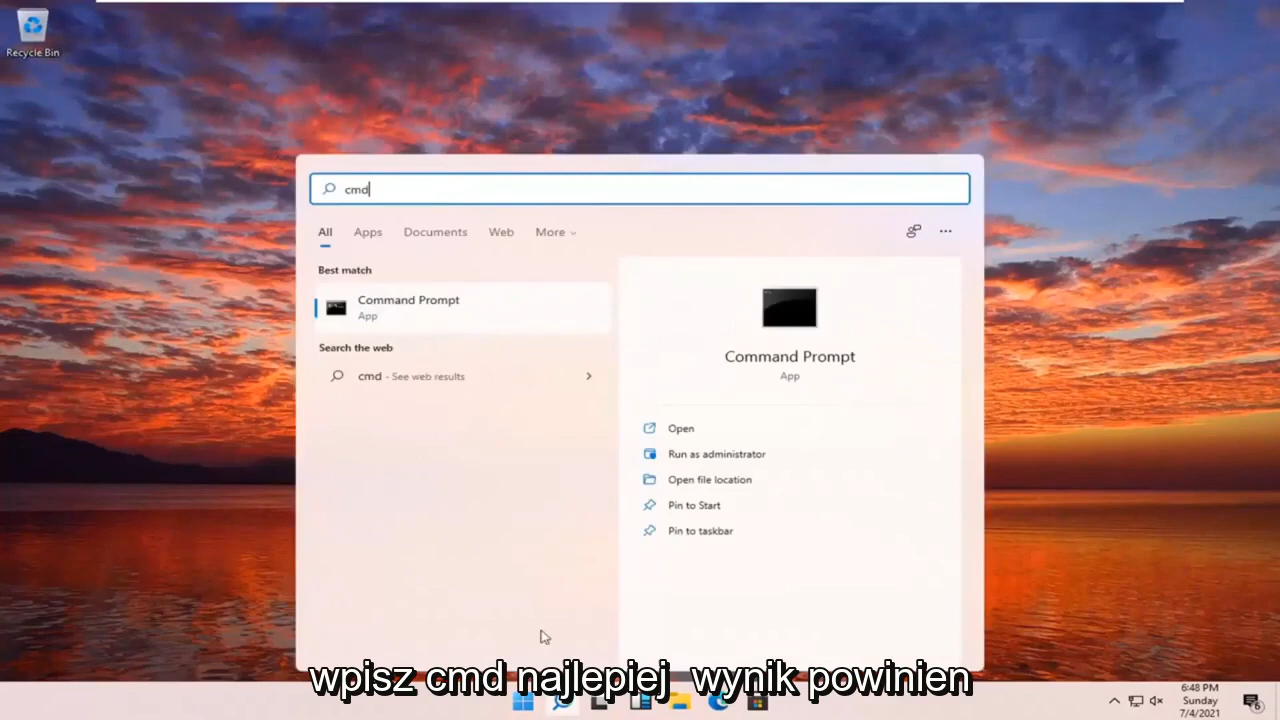 Recycle Bin
cmd
All Apps Documents Web More
Best match
Command Prompt
App
Search the web
cmd - See web results
Command Prompt
App
Open
Run as administrator
Open file location
Pin to Start
Pin to taskbar
wpisz cmd najlepiej wynik powinien
6:48 PM
Sunday
7/4/2021
6